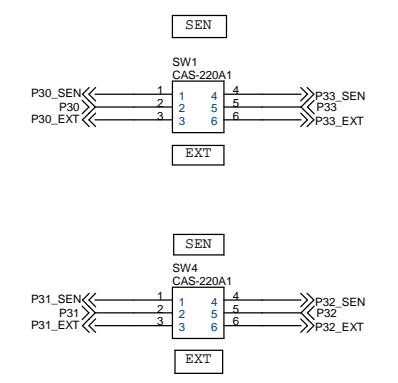 SEN
SW1
CAS-220A1
P30_SEN 1 1 4 4 P33_SEN
P30 2 2 5 5 P33
P30_EXT 3 3 6 6 P33_EXT
EXT
SEN
SW4
CAS-220A1
P31_SEN 1 1 4 4 P32_SEN
P31 2 2 5 5 P32
P31_EXT 3 3 6 6 P32_EXT
EXT